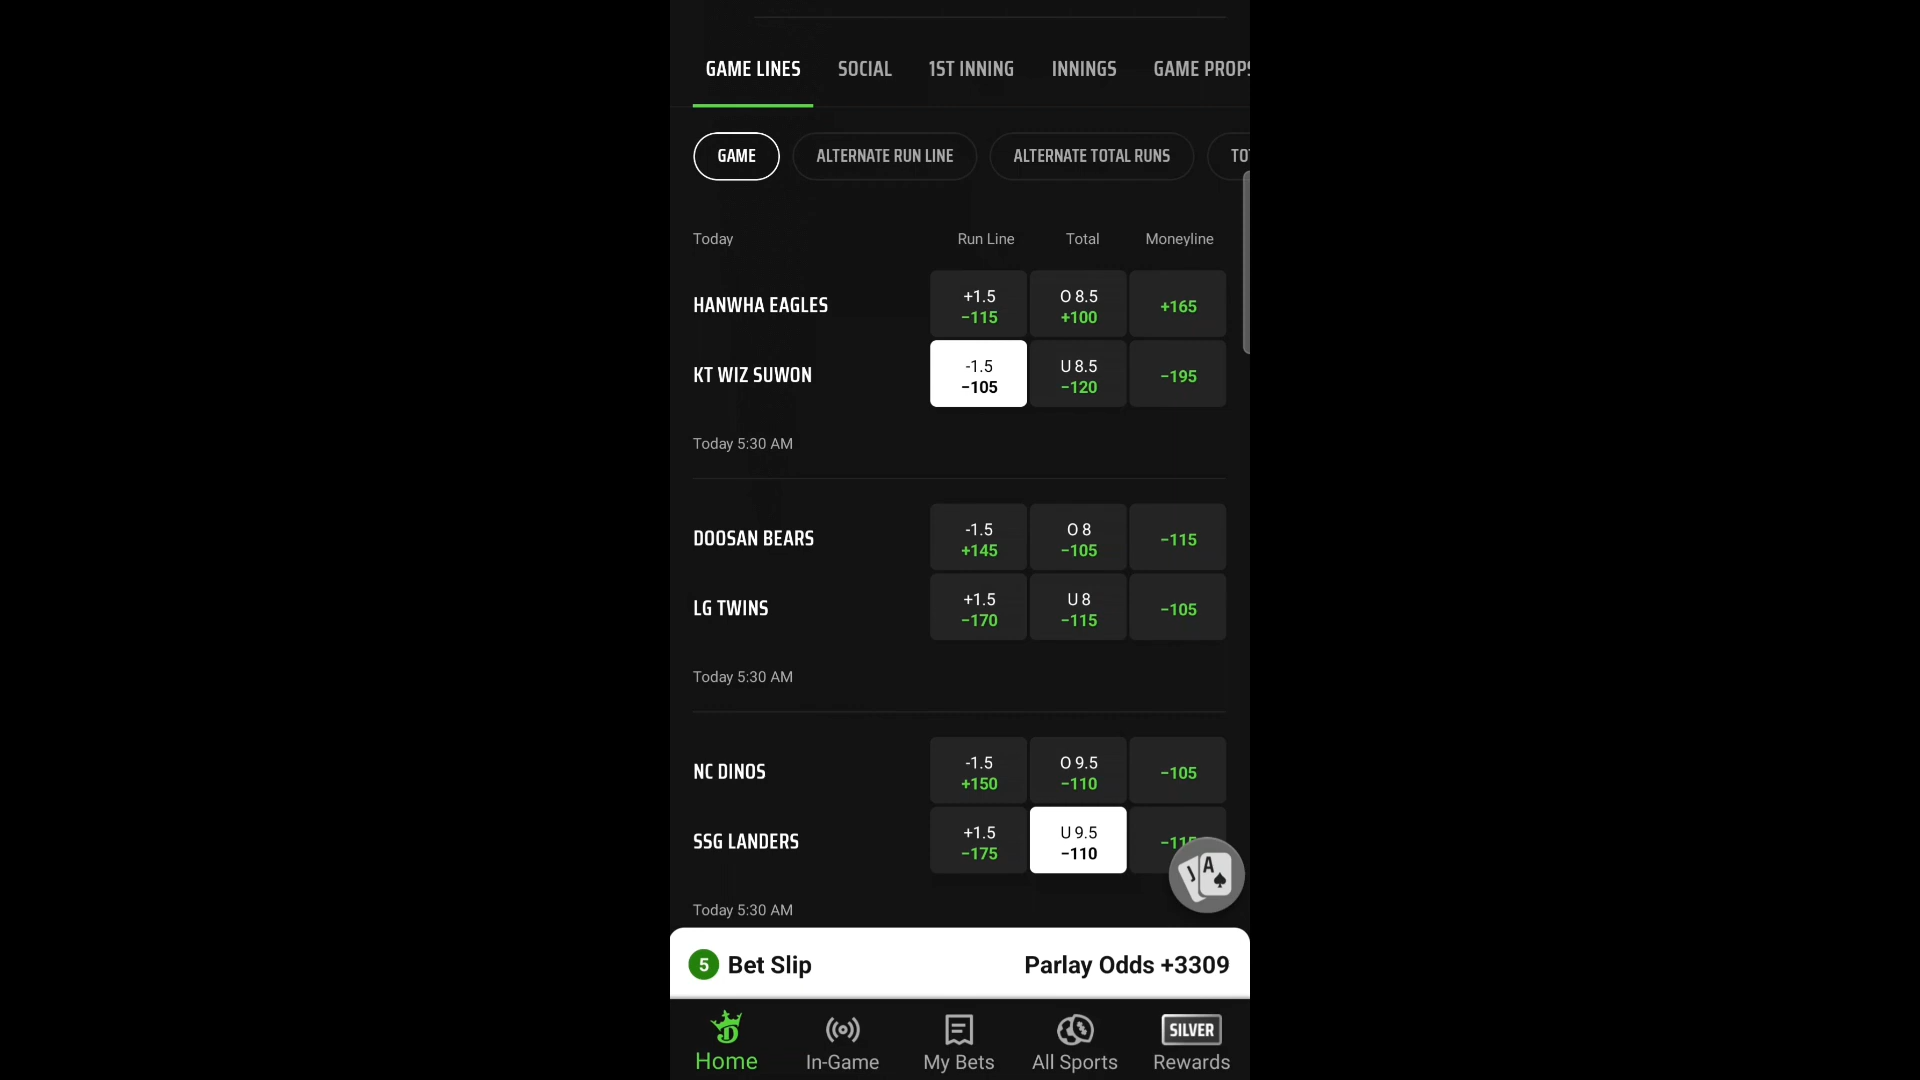 GAME LINES SOCIAL 1ST INNING INNINGS GAME PROPS
GAME ALTERNATE RUN LINE ALTERNATE TOTAL RUNS TO
Today Run Line Total Moneyline
HANWHA EAGLES +1.5 −115 O 8.5 +100 +165
KT WIZ SUWON -1.5 −105 U 8.5 −120 −195
Today 5:30 AM
DOOSAN BEARS -1.5 +145 O 8 −105 −115
LG TWINS +1.5 −170 U 8 −115 −105
Today 5:30 AM
NC DINOS -1.5 +150 O 9.5 −110 −105
SSG LANDERS +1.5 −175 U 9.5 −110 −115
J A
Today 5:30 AM
5 Bet Slip Parlay Odds +3309
D SILVER
Home In-Game My Bets All Sports Rewards